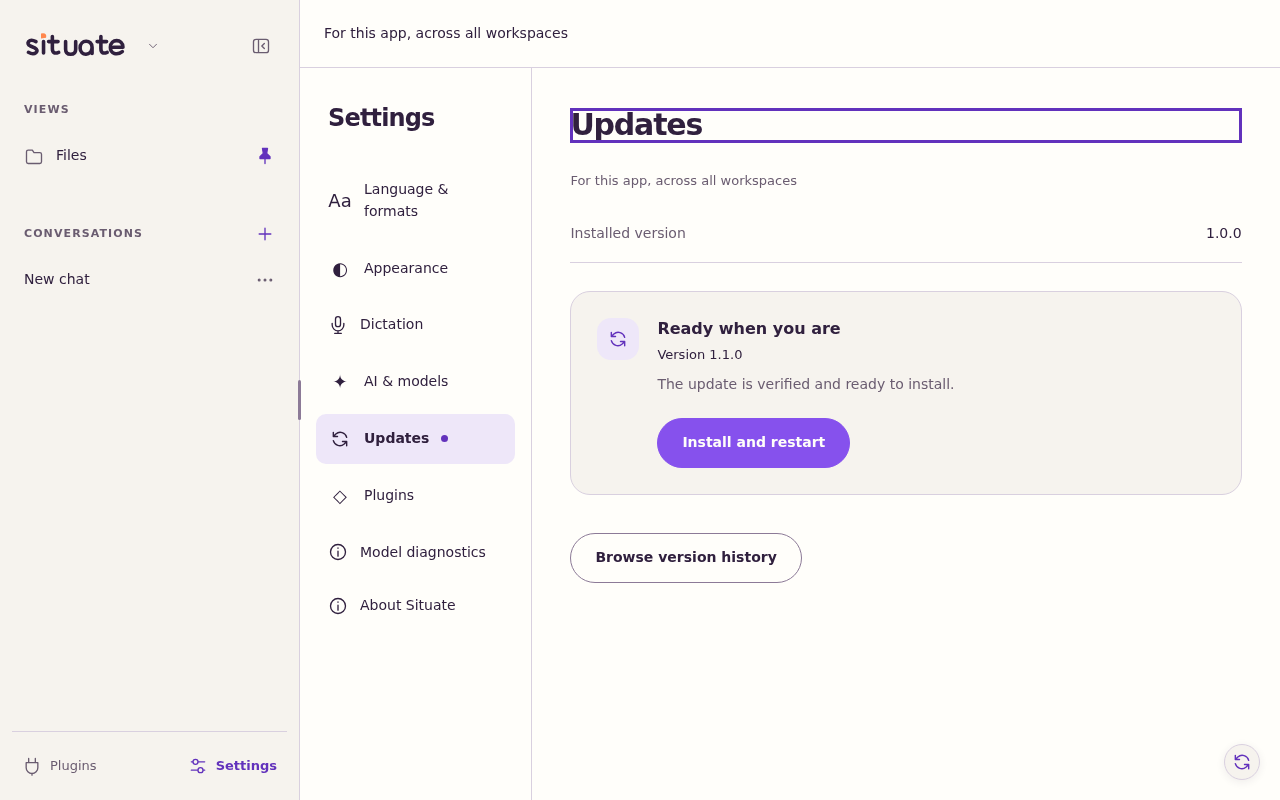 situate
For this app, across all workspaces
VIEWS
Files
CONVERSATIONS
New chat
Plugins
Settings
Settings
Aa Language &
formats
Appearance
Dictation
AI & models
Updates
Plugins
Model diagnostics
About Situate
Updates
For this app, across all workspaces
Installed version 1.0.0
Ready when you are
Version 1.1.0
The update is verified and ready to install.
Install and restart
Browse version history